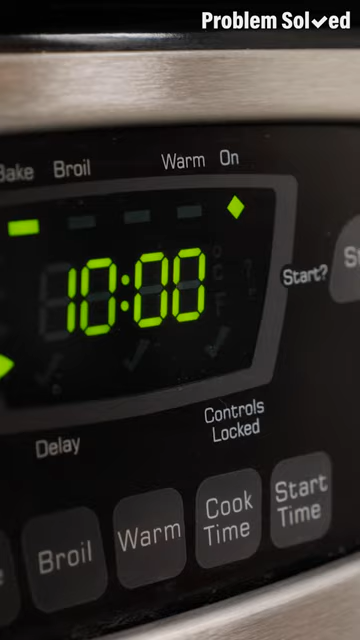 Problem Solved
Bake Broil Warm On
10:00
Start?
Delay
Controls
Locked
Broil
Warm
Cook
Time
Start
Time